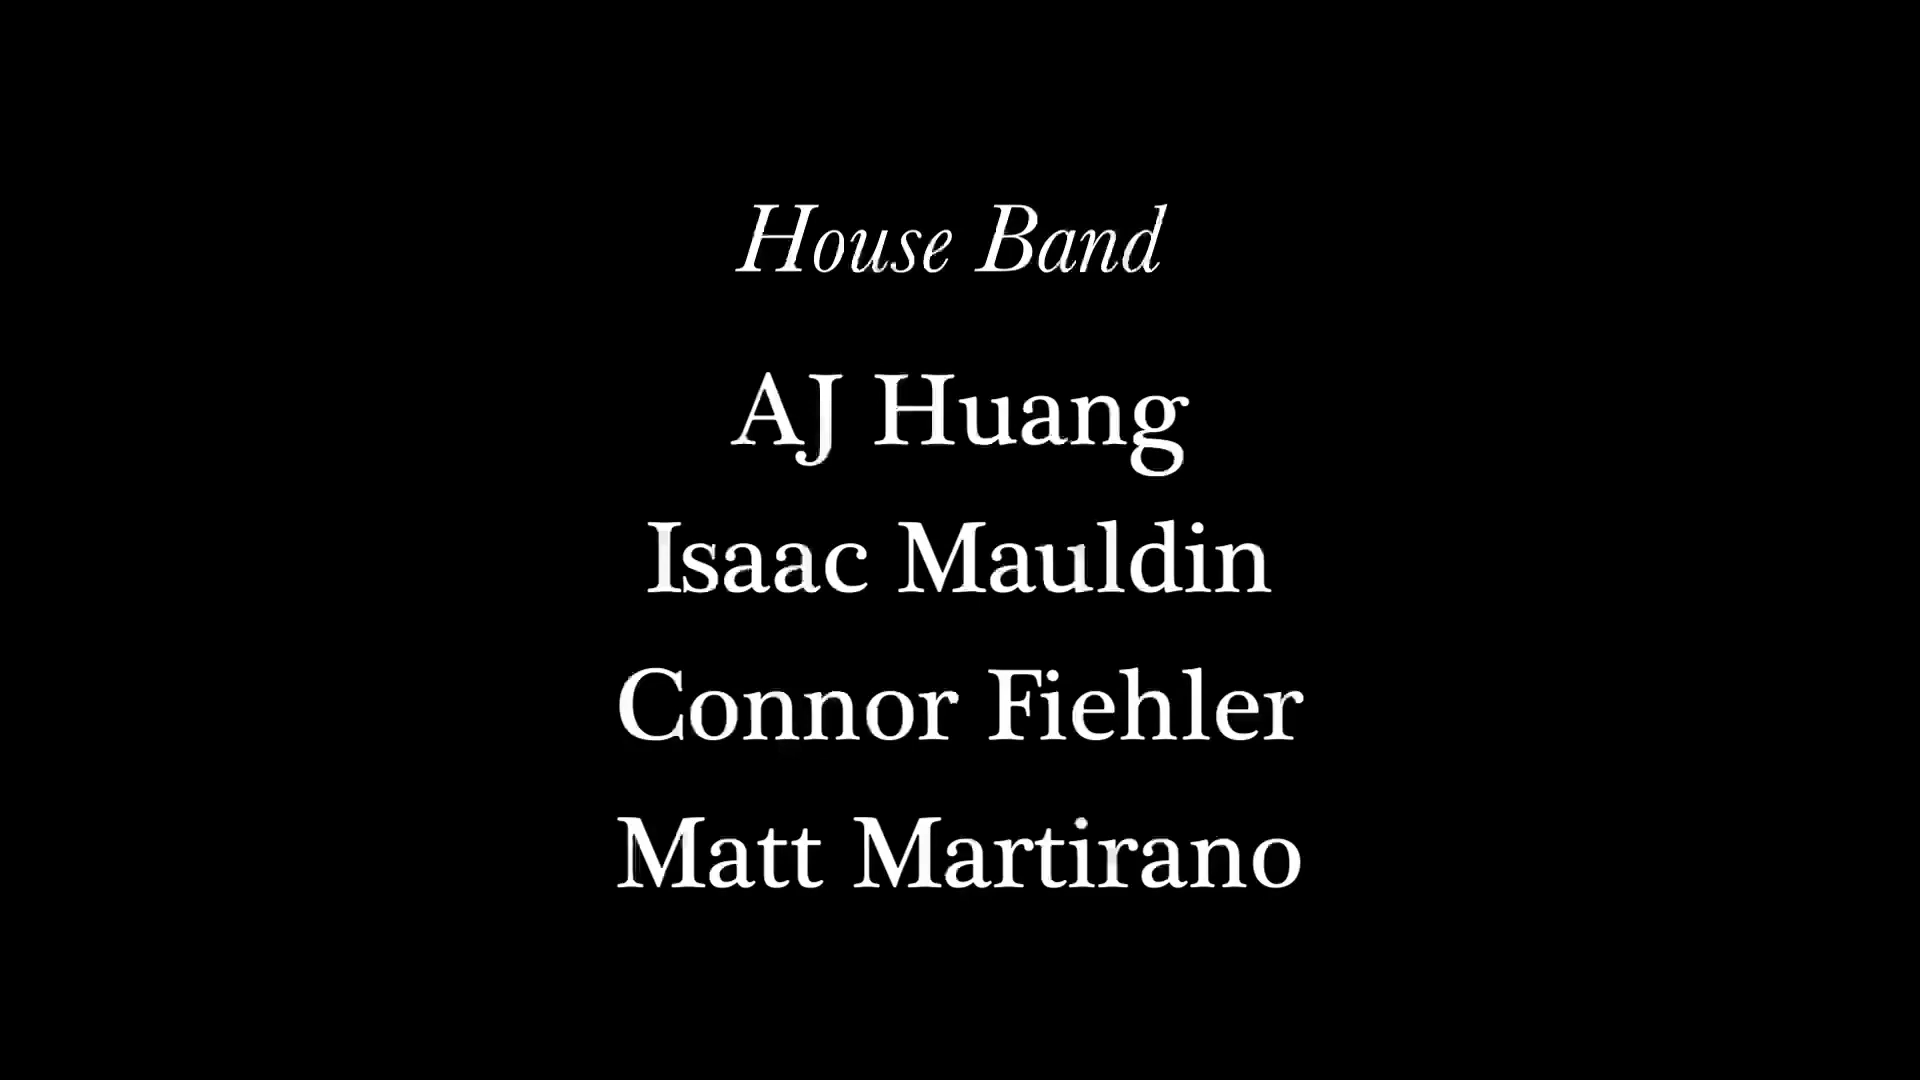 House Band
AJ Huang
Isaac Mauldin
Connor Fiehler
Matt Martirano